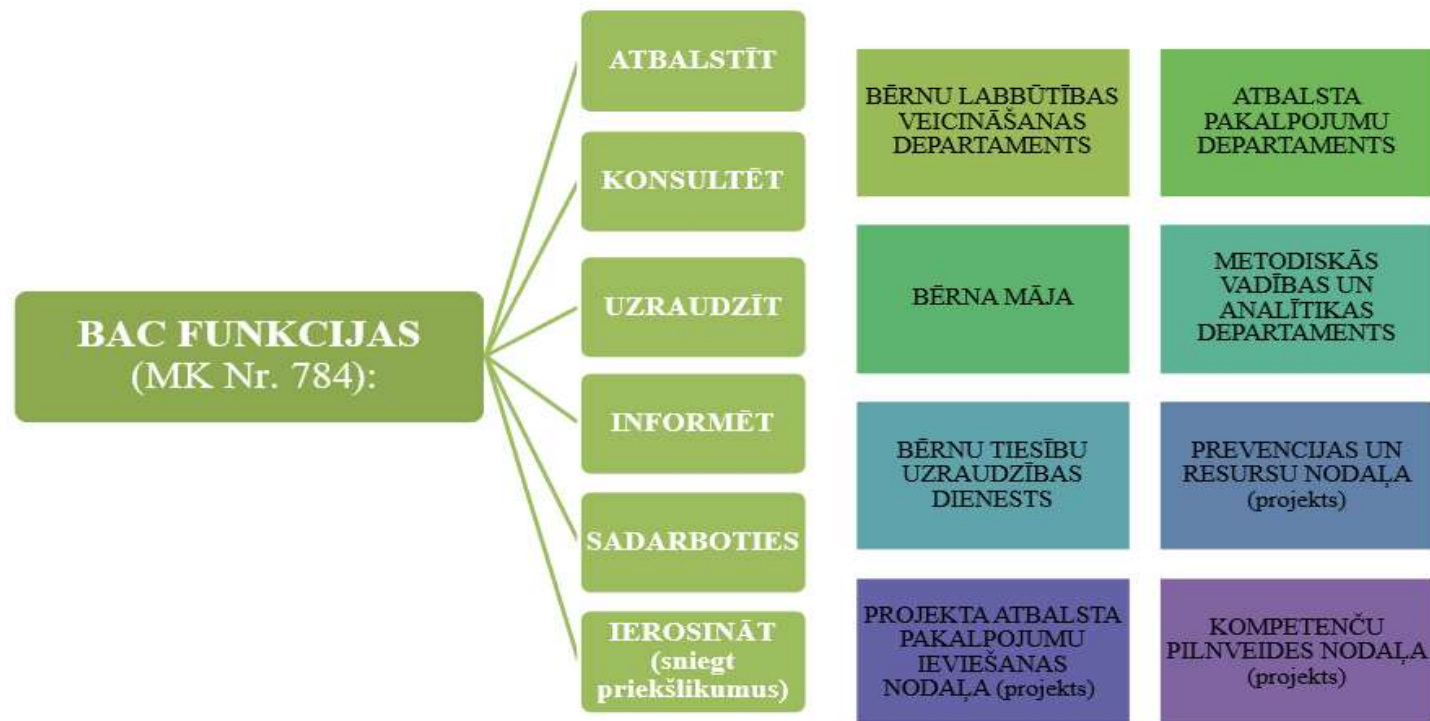 BAC FUNKCIJAS
(MK Nr. 784):
ATBALSTĪT
KONSULTĒT
UZRAUDZĪT
INFORMĒT
SADARBOTIES
IEROSINĀT
(sniegt
priekšlikumus)
BĒRNU LABBŪTĪBAS
VEICINĀŠANAS
DEPARTAMENTS
ATBALSTA
PAKALPOJUMU
DEPARTAMENTS
BĒRNA MĀJA
METODISKĀS
VADĪBAS UN
ANALĪTIKAS
DEPARTAMENTS
BĒRNU TIESĪBU
UZRAUDZĪBAS
DIENESTS
PREVENCIJAS UN
RESURSU NODAĻA
(projekts)
PROJEKTA ATBALSTA
PAKALPOJUMU
IEVIEŠANAS
NODAĻA (projekts)
KOMPETENČU
PILNVEIDES NODAĻA
(projekts)